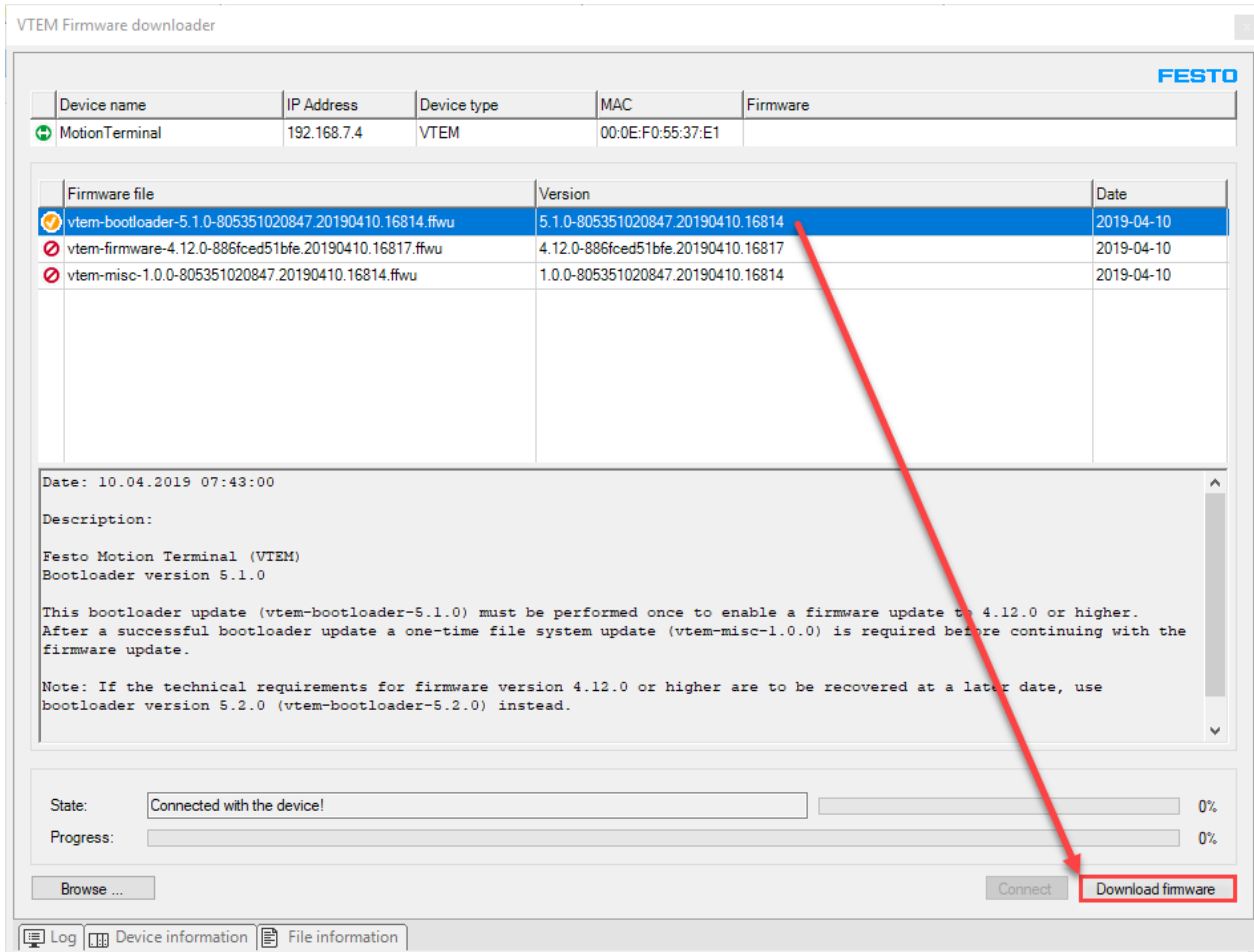 VTEM Firmware downloader
FESTO
Device name IP Address Device type MAC Firmware
MotionTerminal 192.168.7.4 VTEM 00:0E:F0:55:37:E1
Firmware file Version Date
vtem-bootloader-5.1.0-805351020847.20190410.16814.ffwu 5.1.0-805351020847.20190410.16814 2019-04-10
vtem-firmware-4.12.0-886fced51bfe.20190410.16817.ffwu 4.12.0-886fced51bfe.20190410.16817 2019-04-10
vtem-misc-1.0.0-805351020847.20190410.16814.ffwu 1.0.0-805351020847.20190410.16814 2019-04-10
Date: 10.04.2019 07:43:00
Description:
Festo Motion Terminal (VTEM)
Bootloader version 5.1.0
This bootloader update (vtem-bootloader-5.1.0) must be performed once to enable a firmware update to 4.12.0 or higher.
After a successful bootloader update a one-time file system update (vtem-misc-1.0.0) is required before continuing with the
firmware update.
Note: If the technical requirements for firmware version 4.12.0 or higher are to be recovered at a later date, use
bootloader version 5.2.0 (vtem-bootloader-5.2.0) instead.
State: Connected with the device! 0%
Progress: 0%
Browse ... Connect Download firmware
Log Device information File information